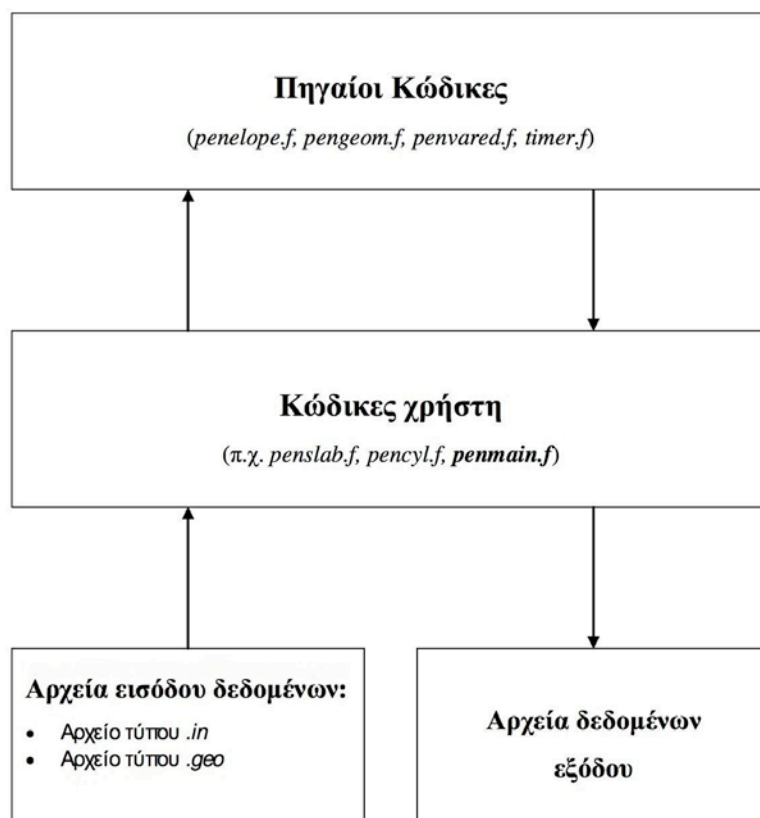 Πηγαίοι Κώδικες
(penelope.f, pengeom.f, penvared.f, timer.f)
Κώδικες χρήστη
(π.χ. penslab.f, pencyl.f, penmain.f)
Αρχεία εισόδου δεδομένων:
• Αρχείο τύπου .in
• Αρχείο τύπου .geo
Αρχεία δεδομένων
εξόδου